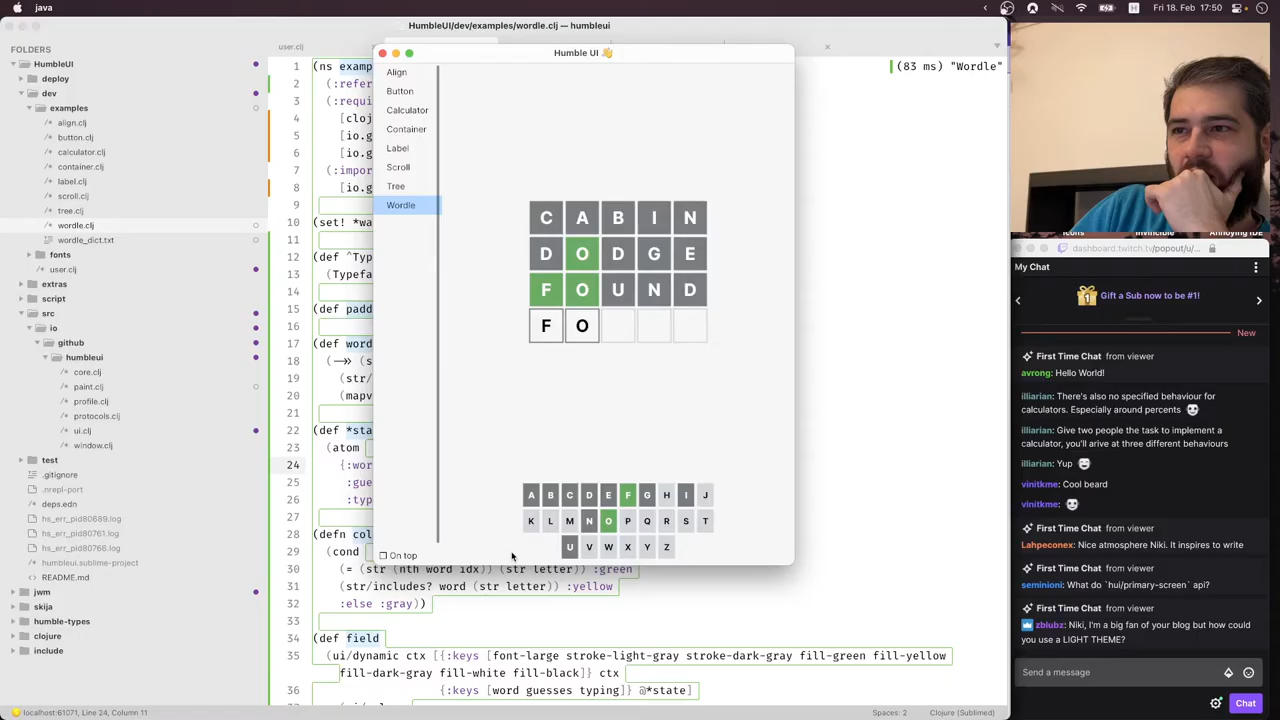 java
Fri 18. Feb 17:50
HumbleUI/dev/examples/wordle.clj — humbleui
FOLDERS
HumbleUI
deploy
dev
examples
align.clj
button.clj
calculator.clj
container.clj
label.clj
scroll.clj
tree.clj
wordle.clj
wordle_dict.txt
fonts
user.clj
extras
script
src
io
github
humbleui
core.clj
paint.clj
profile.clj
protocols.clj
ui.clj
window.clj
test
.gitignore
.nrepl-port
deps.edn
hs_err_pid80689.log
hs_err_pid80761.log
hs_err_pid80766.log
humbleui.sublime-project
README.md
jwm
humble-types
skija
clojure
include
localhost:61071, Line 24, Column 11
user.clj
1 (ns examp
2 (:refer
3 (:requi
4 [cloj
5 [io.g
6 [io.g
7 (:impor
8 [io.g
9
10 (set! *wa
11
12 (def ^Typ
13 (Typefa
14
15 (def padd
16
17 (def word
18 (->> (s
19 (str/
20 (mapv
21
22 (def *sta
23 (atom
24 {:wor
25 :gue
26 :typ
27
28 (defn col
29 (cond
30 (= (str (nth word idx)) (str letter)) :green
31 (str/includes? word (str letter)) :yellow
32 :else :gray))
33
34 (def field
35 (ui/dynamic ctx [{:keys [font-large stroke-light-gray stroke-dark-gray fill-green fill-yellow
fill-dark-gray fill-white fill-black]} ctx
36 {:keys [word guesses typing]} @*state]
(83 ms) "Wordle"
Spaces: 2
Clojure (Sublimed)
Humble UI 👋
Align
Button
Calculator
Container
Label
Scroll
Tree
Wordle
On top
C A B I N
D O D G E
F O U N D
F O
A B C D E F G H I J
K L M N O P Q R S T
U V W X Y Z
dashboard.twitch.tv/popout/u/...
My Chat
1
Gift a Sub now to be #1!
New
First Time Chat from viewer
avrong: Hello World!
illiarian: There's also no specified behaviour for
calculators. Especially around percents
illiarian: Give two people the task to implement a
calculator, you'll arive at three different behaviours
illiarian: Yup
vinitkme: Cool beard
vinitkme:
First Time Chat from viewer
Lahpeconex: Nice atmosphere Niki. It inspires to write
First Time Chat from viewer
seminioni: What do `hui/primary-screen` api?
First Time Chat from viewer
zblubz: Niki, I'm a big fan of your blog but how could
you use a LIGHT THEME?
Send a message
Chat